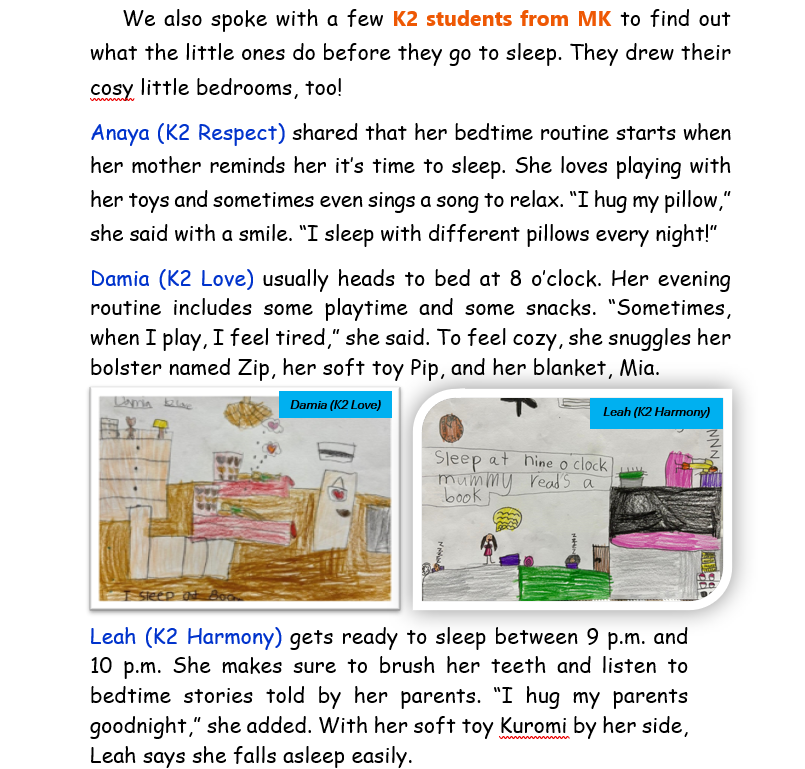 We also spoke with a few K2 students from MK to find out
what the little ones do before they go to sleep. They drew their
cosy little bedrooms, too!
Anaya (K2 Respect) shared that her bedtime routine starts when
her mother reminds her it's time to sleep. She loves playing with
her toys and sometimes even sings a song to relax. “I hug my pillow,”
she said with a smile. “I sleep with different pillows every night!”
Damia (K2 Love) usually heads to bed at 8 o'clock. Her evening
routine includes some playtime and some snacks. “Sometimes,
when I play, I feel tired,” she said. To feel cozy, she snuggles her
bolster named Zip, her soft toy Pip, and her blanket, Mia.
Damia
Damia (K2 Love)
I sleep at
Leah (K2 Harmony)
Sleep at nine o clock
mummy reads a
book
Leah (K2 Harmony) gets ready to sleep between 9 p.m. and
10 p.m. She makes sure to brush her teeth and listen to
bedtime stories told by her parents. “I hug my parents
goodnight,” she added. With her soft toy Kuromi by her side,
Leah says she falls asleep easily.